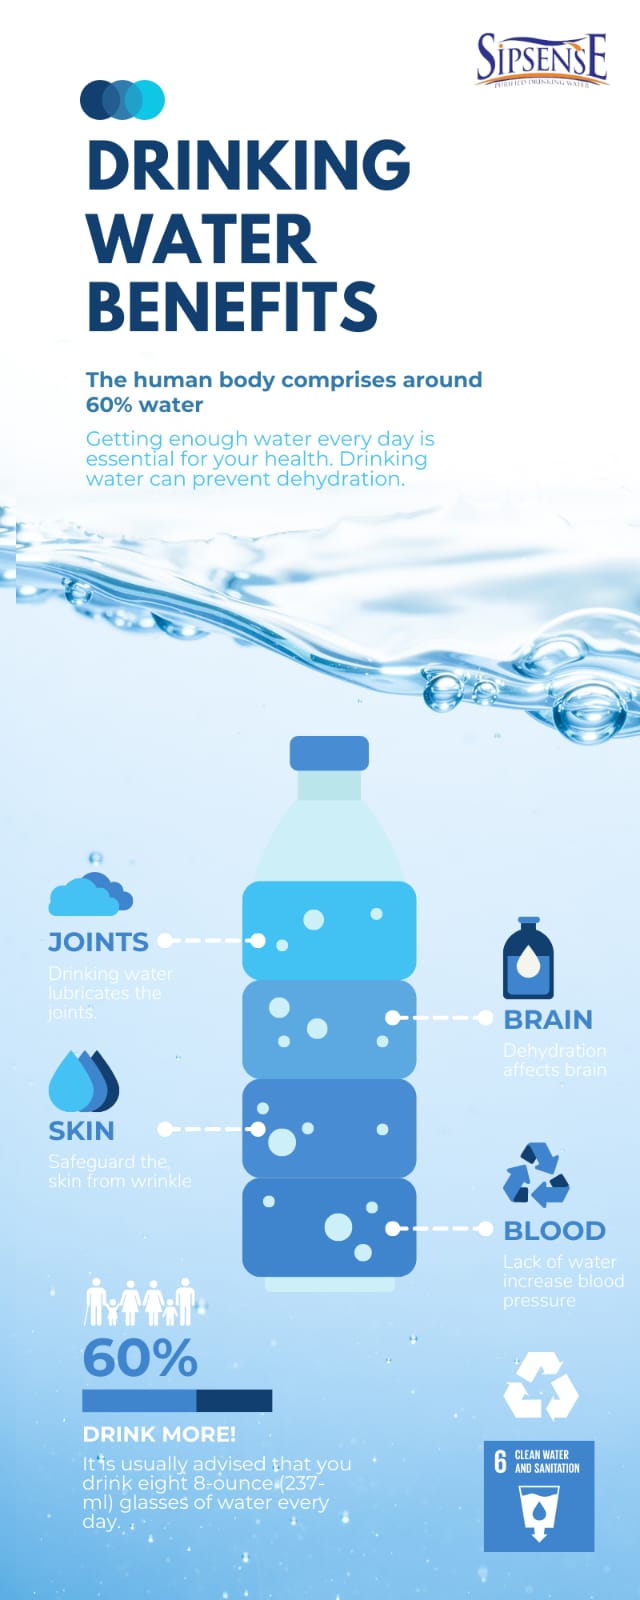 SIPSENSE
PURIFIED DRINKING WATER
DRINKING
WATER
BENEFITS
The human body comprises around
60% water
Getting enough water every day is
essential for your health. Drinking
water can prevent dehydration.
JOINTS
Drinking water
lubricates the
joints.
BRAIN
Dehydration
affects brain
SKIN
Safeguard the
skin from wrinkle
BLOOD
Lack of water
increase blood
pressure
60%
DRINK MORE!
It is usually advised that you
drink eight 8-ounce (237-
ml) glasses of water every
day.
6 CLEAN WATER
AND SANITATION